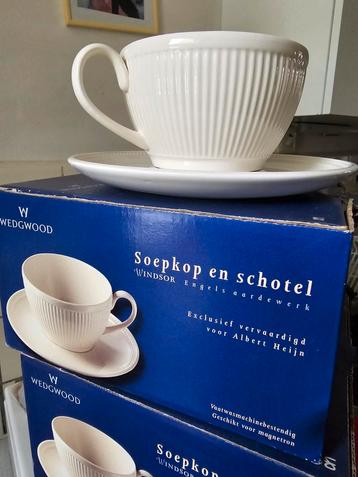 WEDGWOOD
Soepkop en schotel
WINDSOR Engels aardewerk
Exclusief vervaardigd
voor Albert Heijn
Vaatwasmachinebestendig
Geschikt voor magnetron
WEDGWOOD
Soepkop
WINDSOR